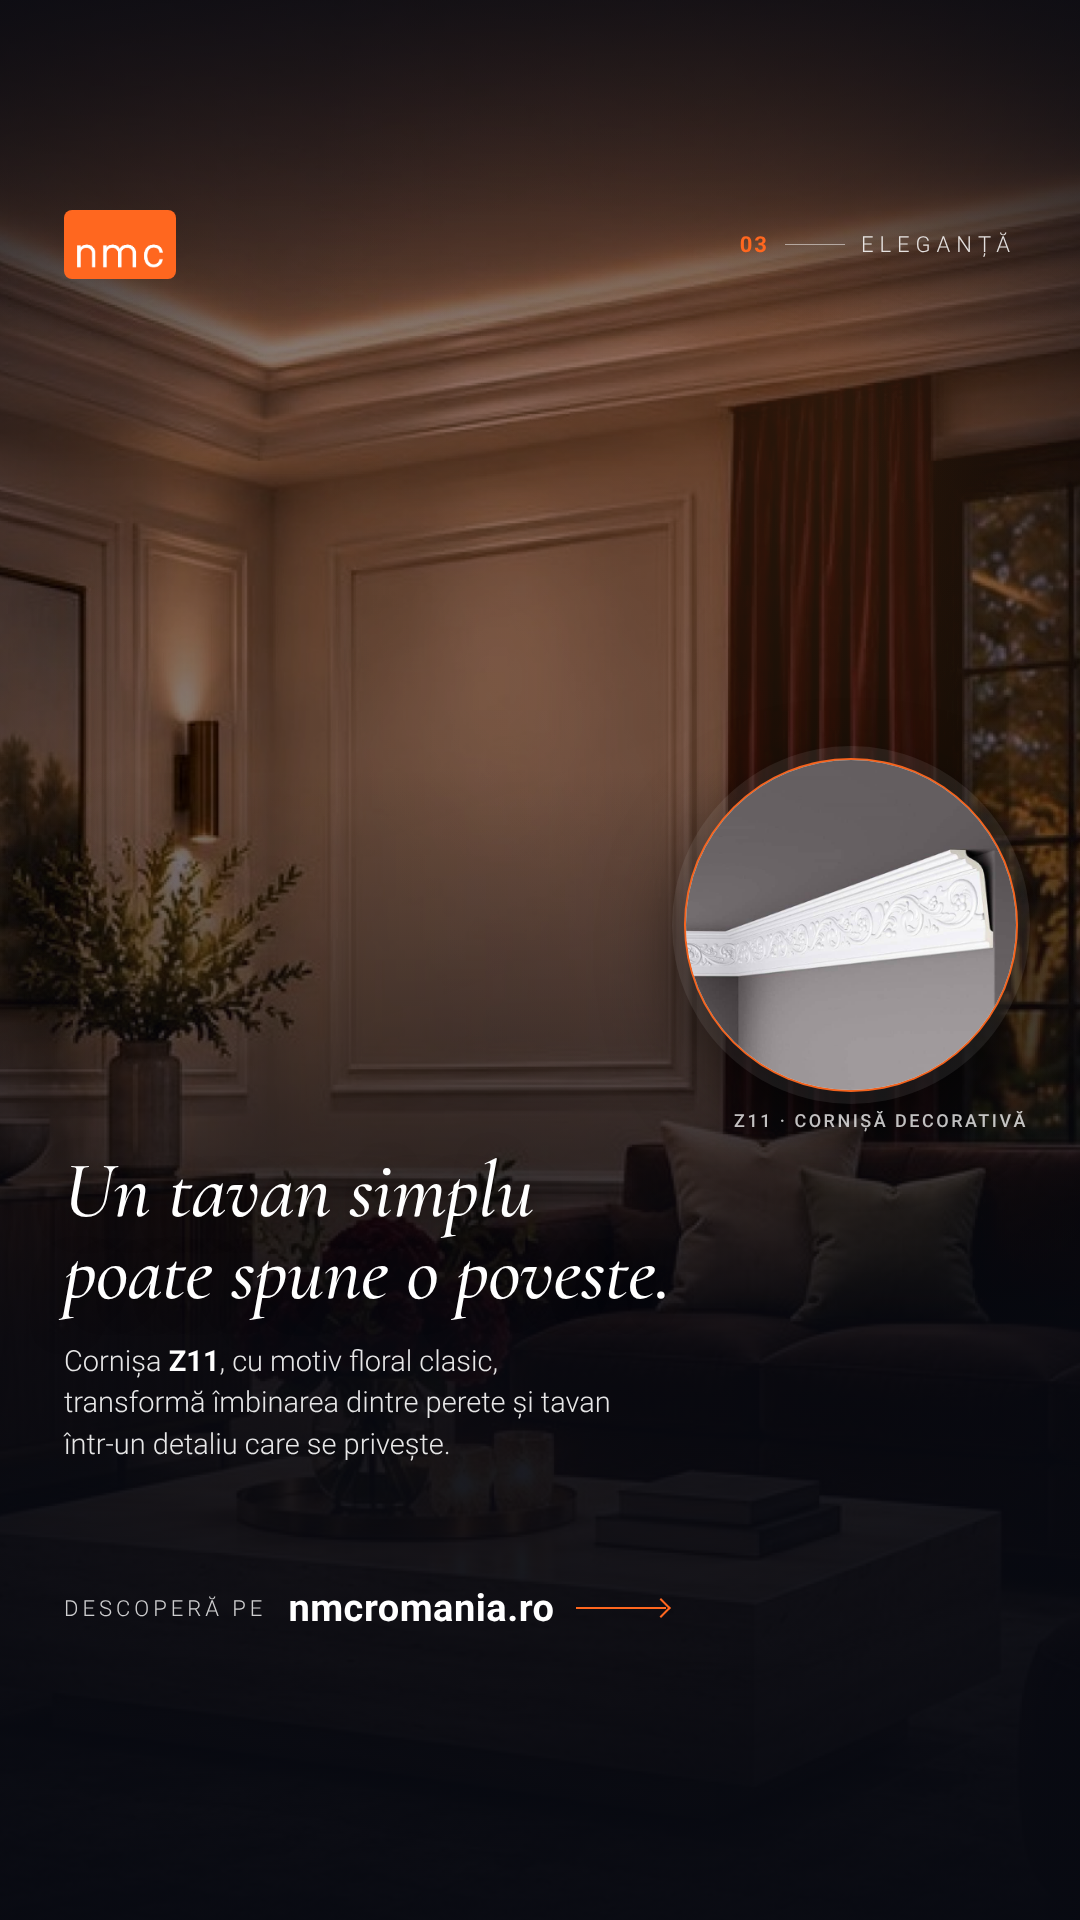 nmc
03 ELEGANȚĂ
Z11 · CORNIȘĂ DECORATIVĂ
Un tavan simplu
poate spune o poveste.
Cornișa Z11, cu motiv floral clasic,
transformă îmbinarea dintre perete și tavan
într-un detaliu care se privește.
DESCOPERĂ PE nmcromania.ro